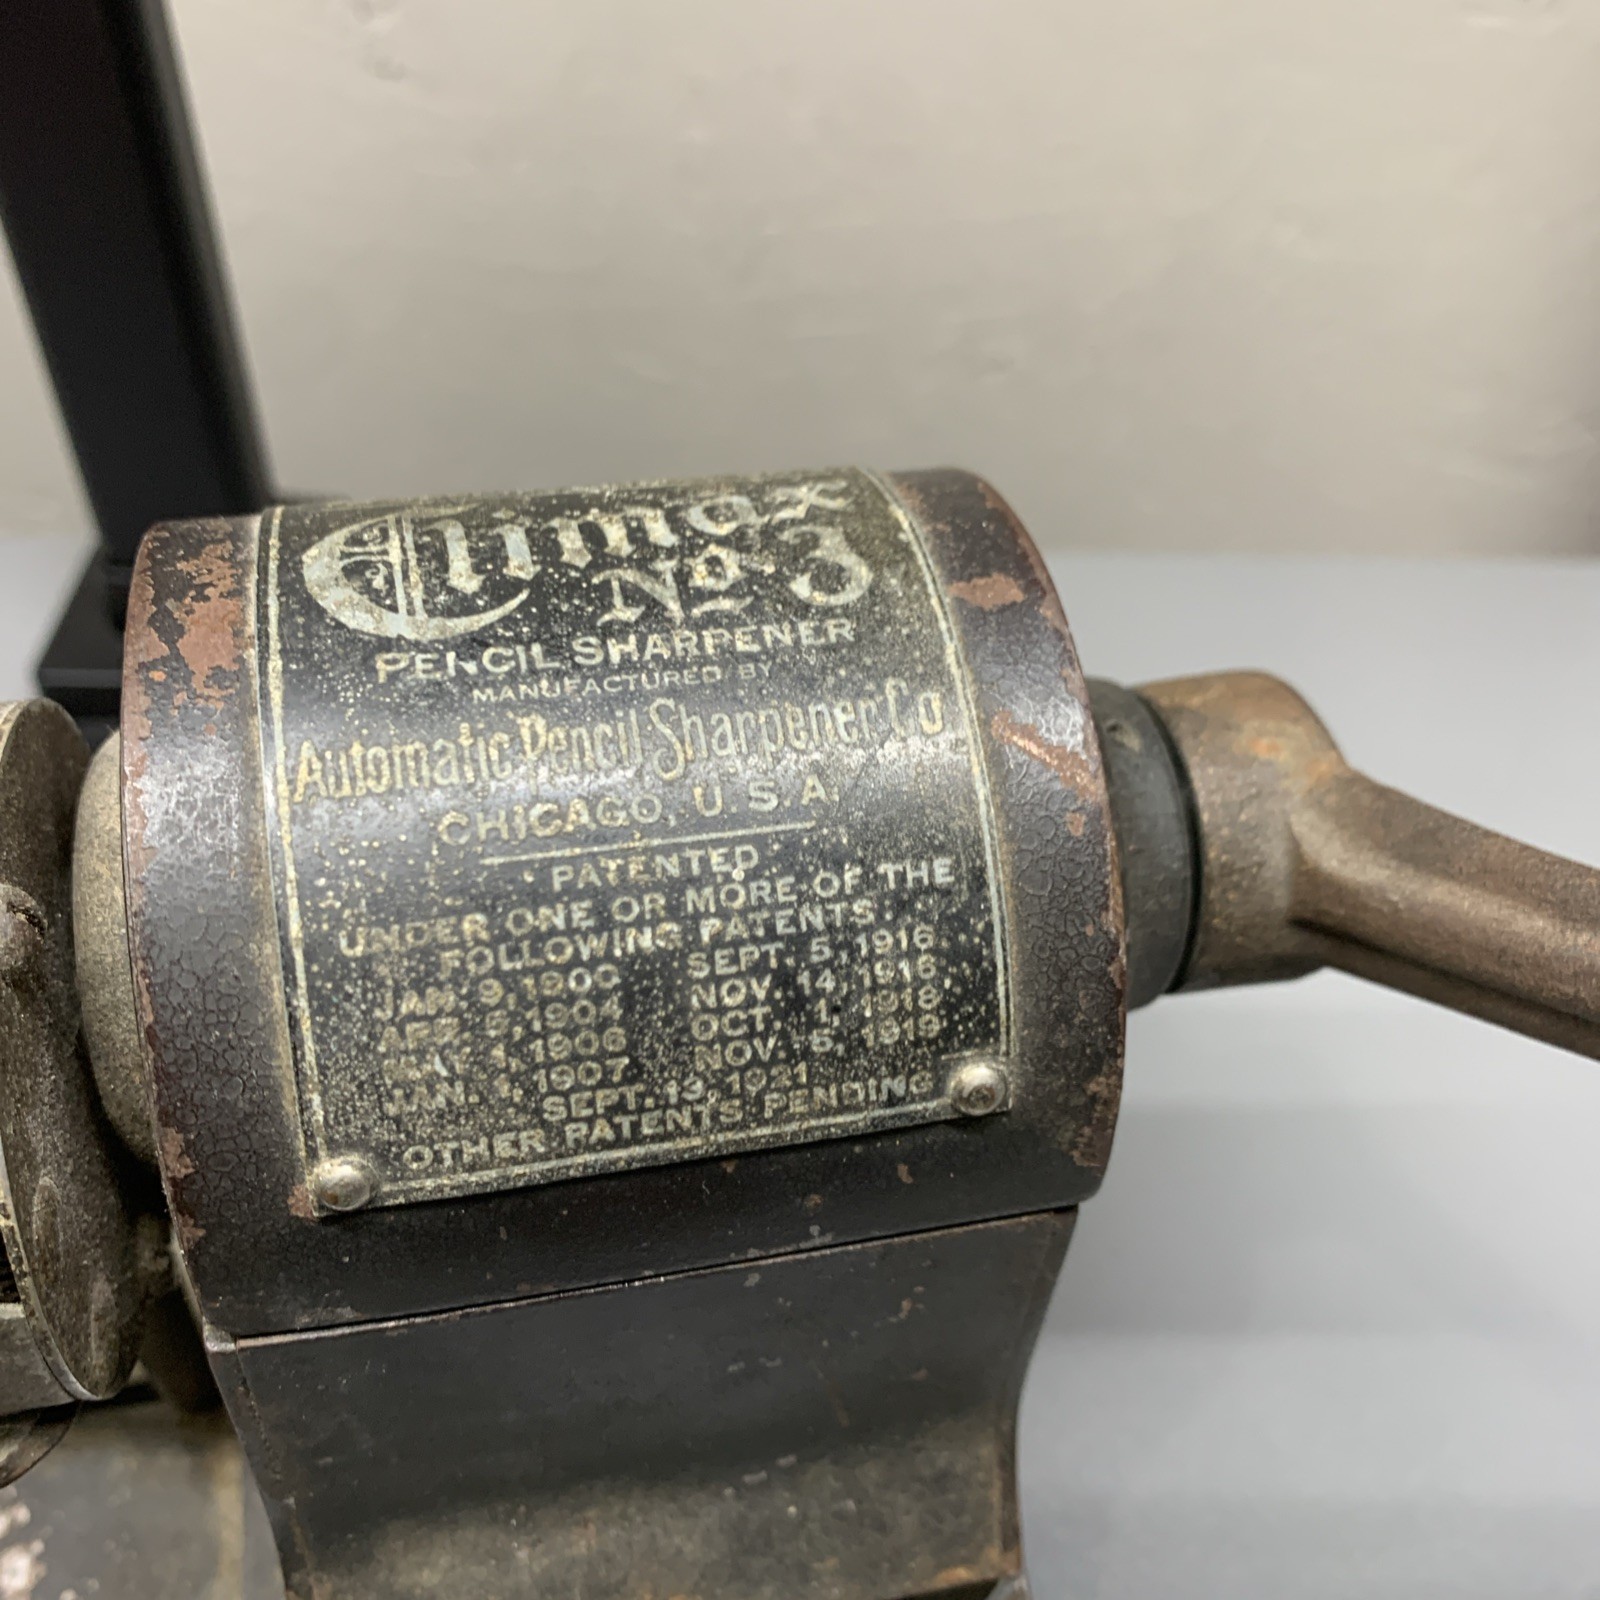 Climax
No. 3
PENCIL SHARPENER
MANUFACTURED BY
Automatic Pencil Sharpener Co
CHICAGO, U.S.A.
PATENTED
UNDER ONE OR MORE OF THE
FOLLOWING PATENTS.
JAN. 9, 1900 SEPT. 5, 1916.
APR. 5, 1904 NOV. 14, 1916.
1, 1906 OCT. 1, 1918.
JAN. 1, 1907 NOV. 5, 1919
SEPT. 13, 1921
OTHER PATENTS PENDING